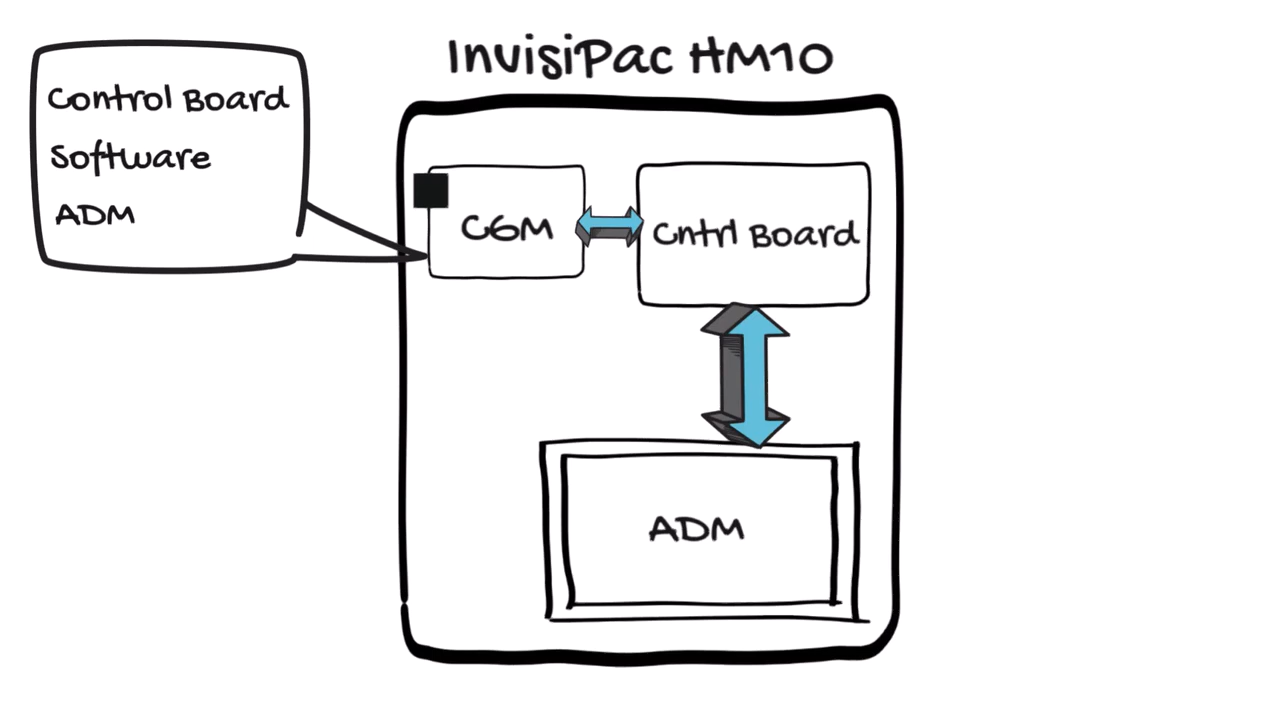 InvisiPac HM10
Control Board
Software
ADM
CGM
Cntrl Board
ADM